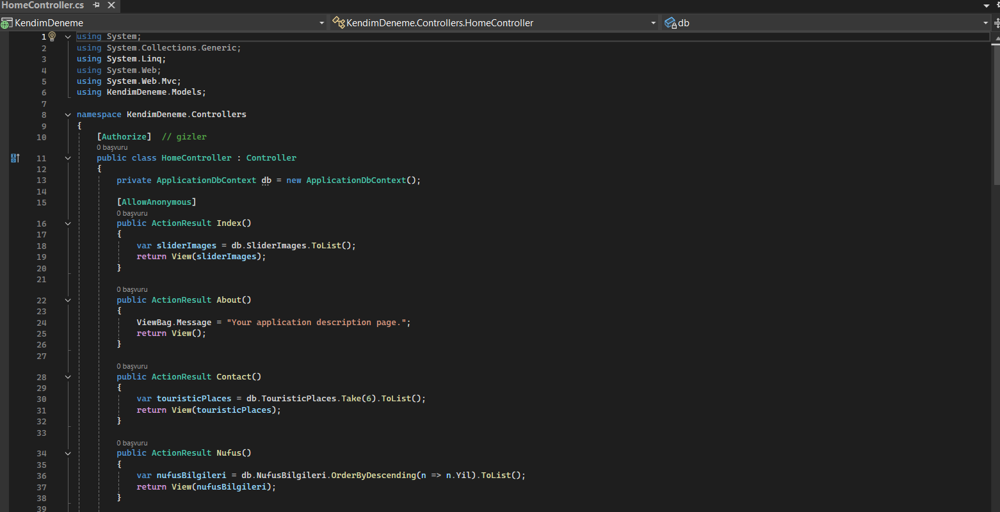 HomeController.cs
KendimDeneme KendimDeneme.Controllers.HomeController db
1 using System;
2 using System.Collections.Generic;
3 using System.Linq;
4 using System.Web;
5 using System.Web.Mvc;
6 using KendimDeneme.Models;
7
8 namespace KendimDeneme.Controllers
9 {
10 [Authorize] // gizler
0 başvuru
11 public class HomeController : Controller
12 {
13 private ApplicationDbContext db = new ApplicationDbContext();
14
15 [AllowAnonymous]
0 başvuru
16 public ActionResult Index()
17 {
18 var sliderImages = db.SliderImages.ToList();
19 return View(sliderImages);
20 }
21
0 başvuru
22 public ActionResult About()
23 {
24 ViewBag.Message = "Your application description page.";
25 return View();
26 }
27
0 başvuru
28 public ActionResult Contact()
29 {
30 var touristicPlaces = db.TouristicPlaces.Take(6).ToList();
31 return View(touristicPlaces);
32 }
33
0 başvuru
34 public ActionResult Nufus()
35 {
36 var nufusBilgileri = db.NufusBilgileri.OrderByDescending(n => n.Yil).ToList();
37 return View(nufusBilgileri);
38 }
39